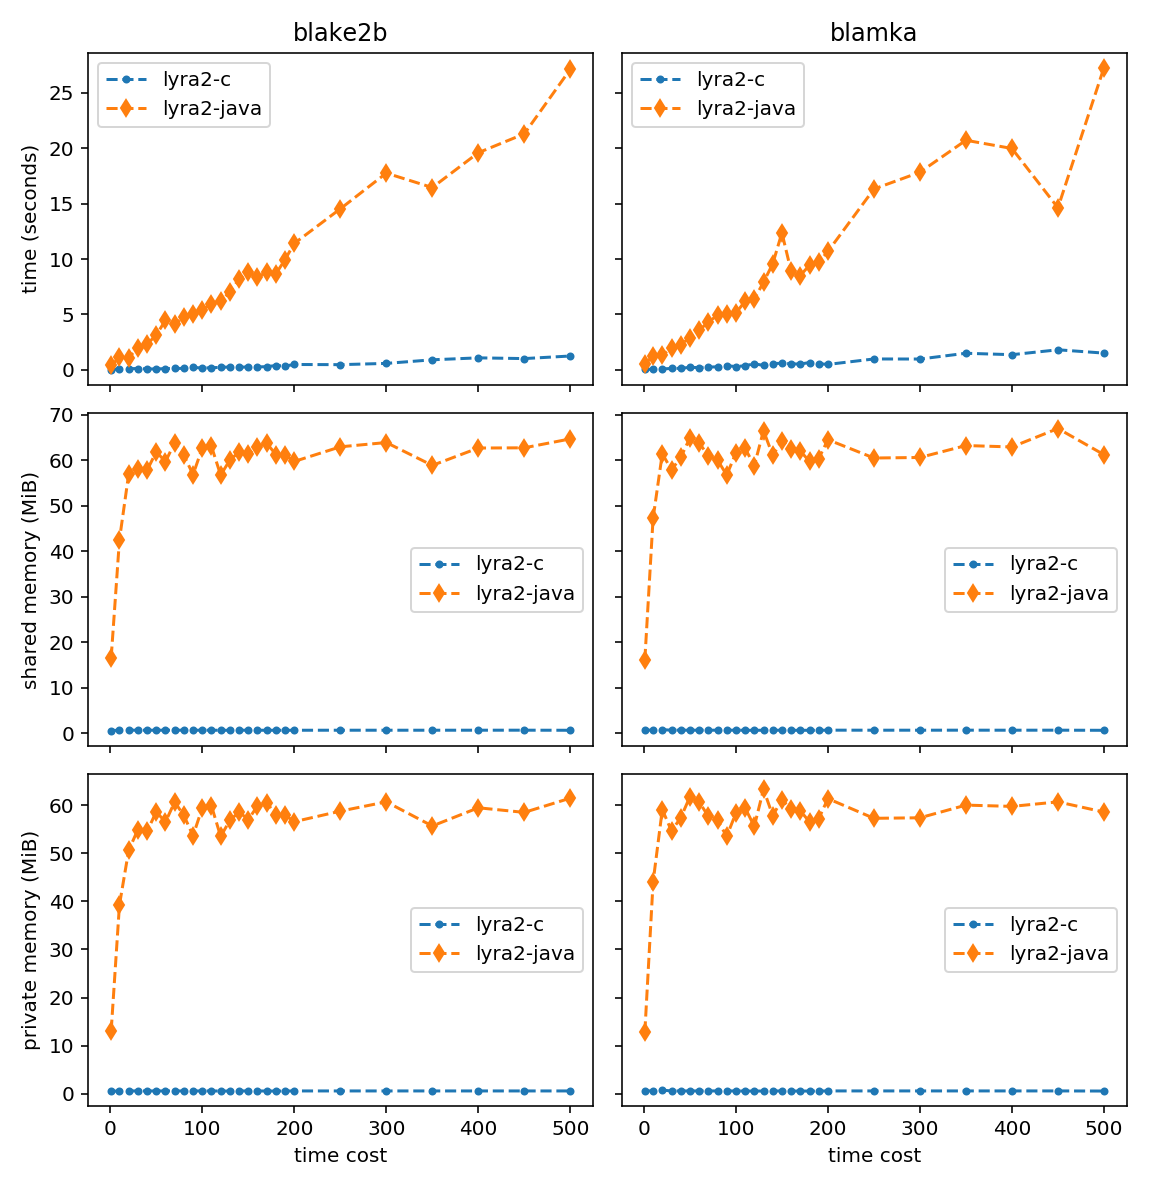 blake2b
blamka
lyra2-c
lyra2-java
lyra2-c
lyra2-java
time (seconds)
25
20
15
10
5
0
shared memory (MiB)
70
60
50
40
30
20
10
0
lyra2-c
lyra2-java
lyra2-c
lyra2-java
private memory (MiB)
60
50
40
30
20
10
0
lyra2-c
lyra2-java
lyra2-c
lyra2-java
0 100 200 300 400 500
0 100 200 300 400 500
time cost
time cost